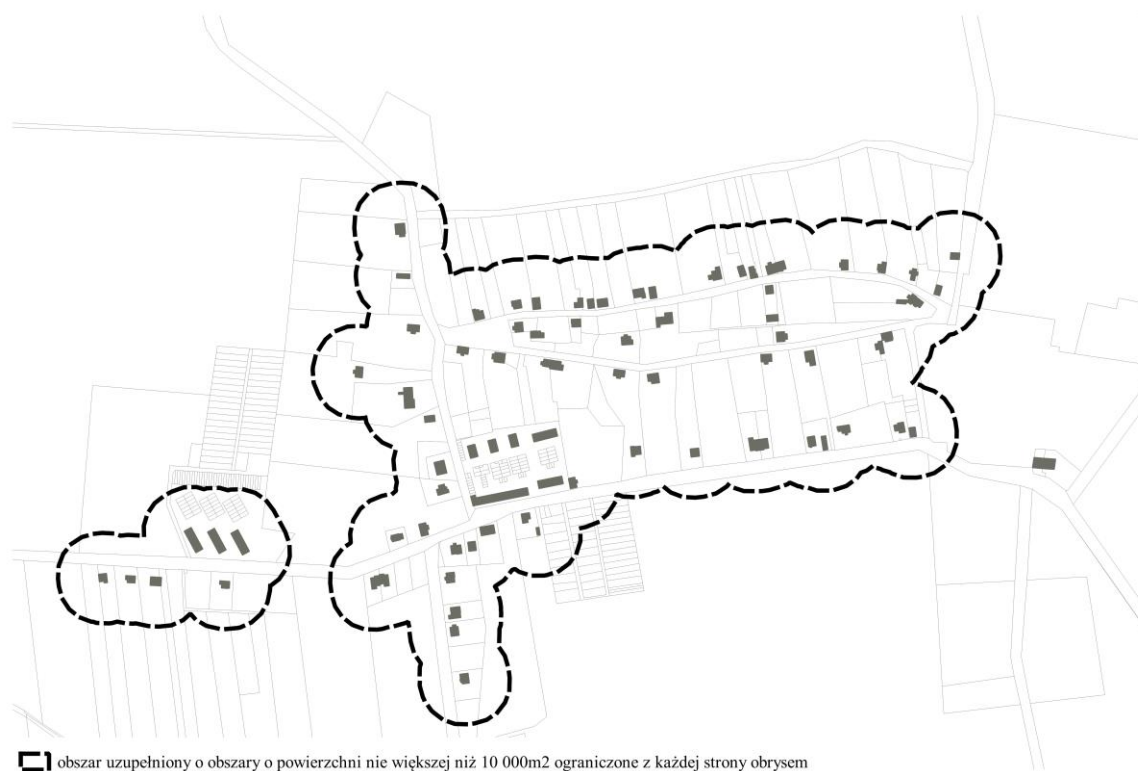 obszar uzupełniony o obszary o powierzchni nie większej niż 10 000m2 ograniczone z każdej strony obrysem